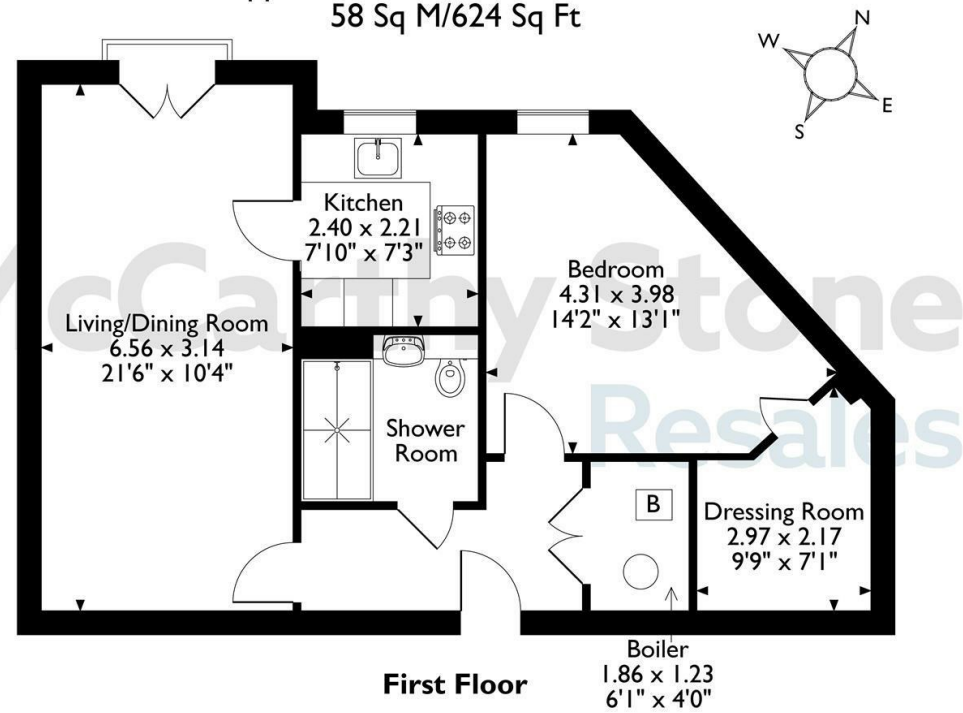 58 Sq M/624 Sq Ft
N
W
E
S
Kitchen
2.40 x 2.21
7'10" x 7'3"
Bedroom
4.31 x 3.98
14'2" x 13'1"
Living/Dining Room
6.56 x 3.14
21'6" x 10'4"
McCarthy Stone
Resales
Shower
Room
B
Dressing Room
2.97 x 2.17
9'9" x 7'1"
Boiler
1.86 x 1.23
6'1" x 4'0"
First Floor